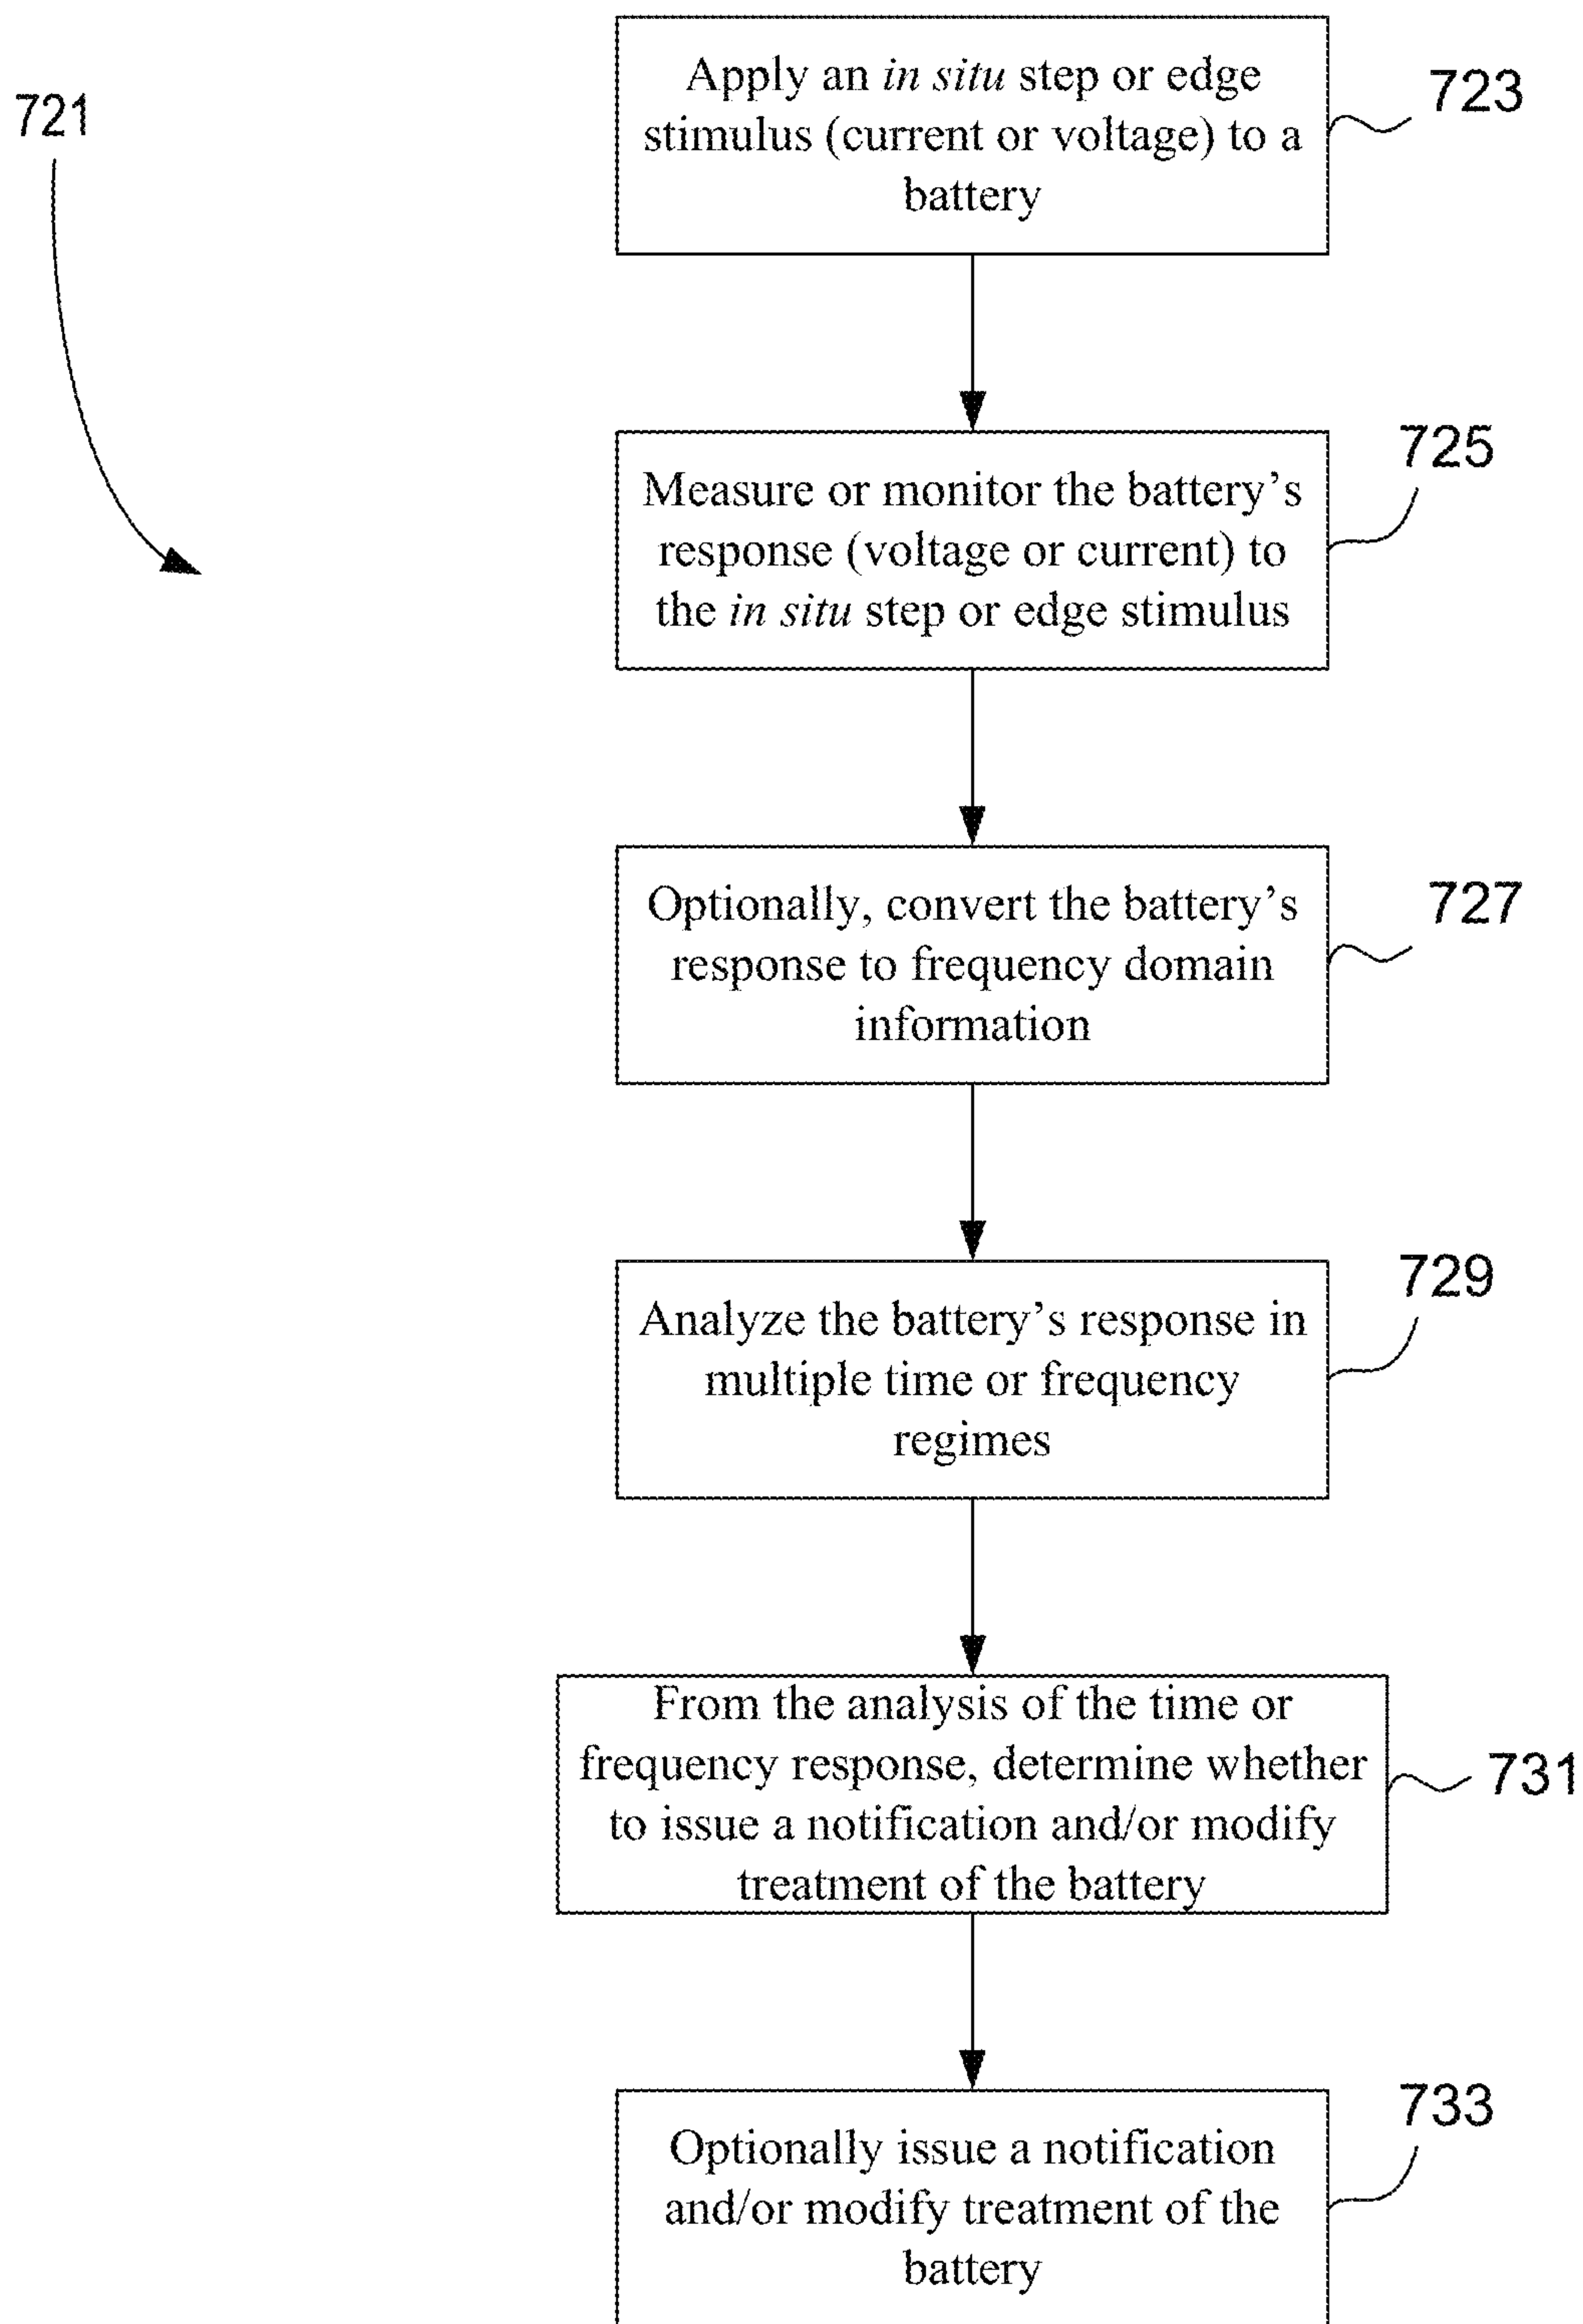 721
Apply an in situ step or edge
stimulus (current or voltage) to a
battery
723
Measure or monitor the battery’s
response (voltage or current) to
the in situ step or edge stimulus
725
Optionally, convert the battery’s
response to frequency domain
information
727
Analyze the battery’s response in
multiple time or frequency
regimes
729
From the analysis of the time or
frequency response, determine whether
to issue a notification and/or modify
treatment of the battery
731
Optionally issue a notification
and/or modify treatment of the
battery
733